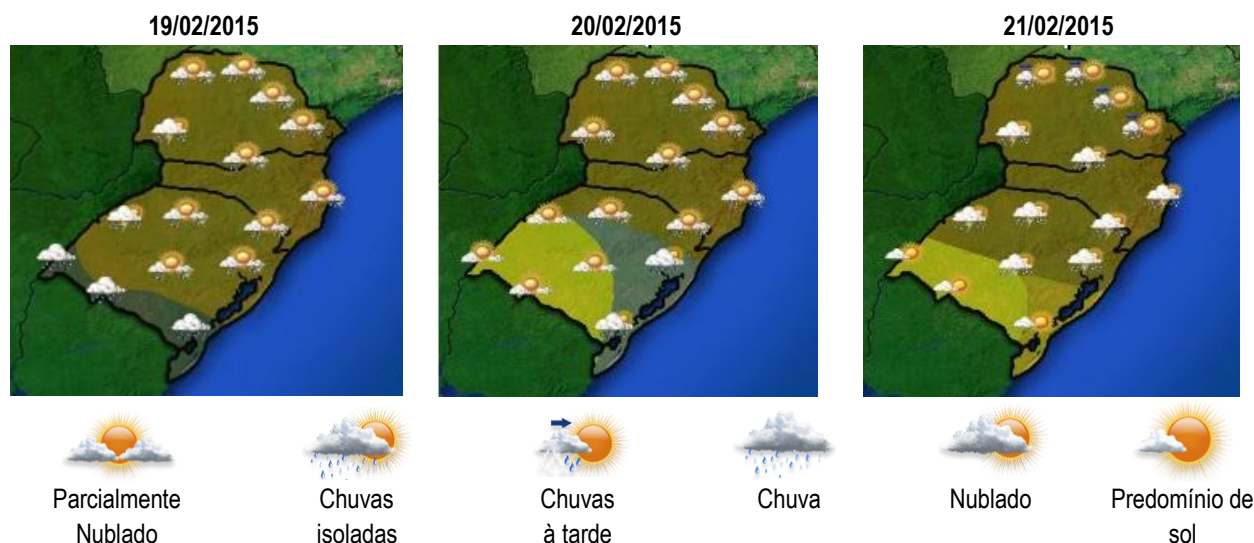 19/02/2015
20/02/2015
21/02/2015
Parcialmente
Nublado
Chuvas
isoladas
Chuvas
à tarde
Chuva
Nublado
Predomínio de
sol